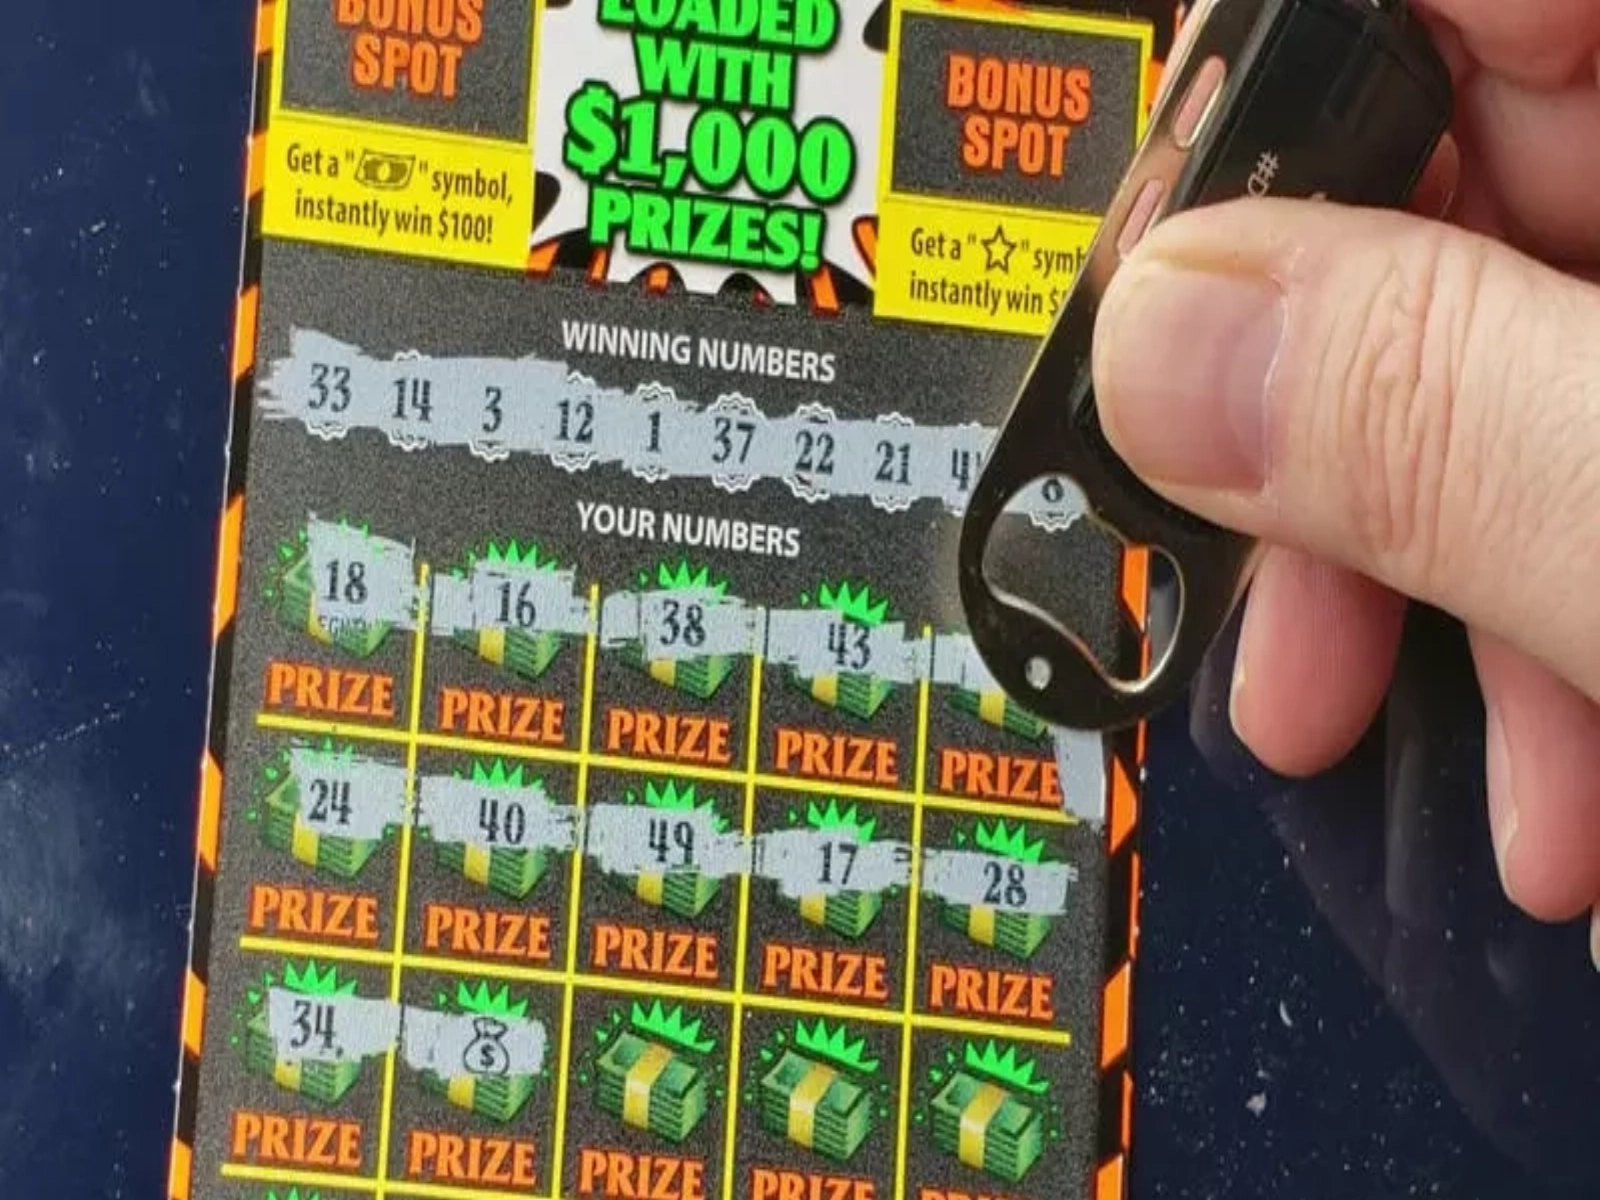 BONUS
SPOT
LOADED
WITH
$1,000
PRIZES!
BONUS
SPOT
Get a " " symbol,
instantly win $100!
Get a "☆"
instantly win
WINNING NUMBERS
33 14 3 12 1 37 22 21
YOUR NUMBERS
18 16 38 43
PRIZE PRIZE PRIZE PRIZE PRIZE
24 40 49 17 28
PRIZE PRIZE PRIZE PRIZE PRIZE
34 $
PRIZE PRIZE PRIZE PRIZE